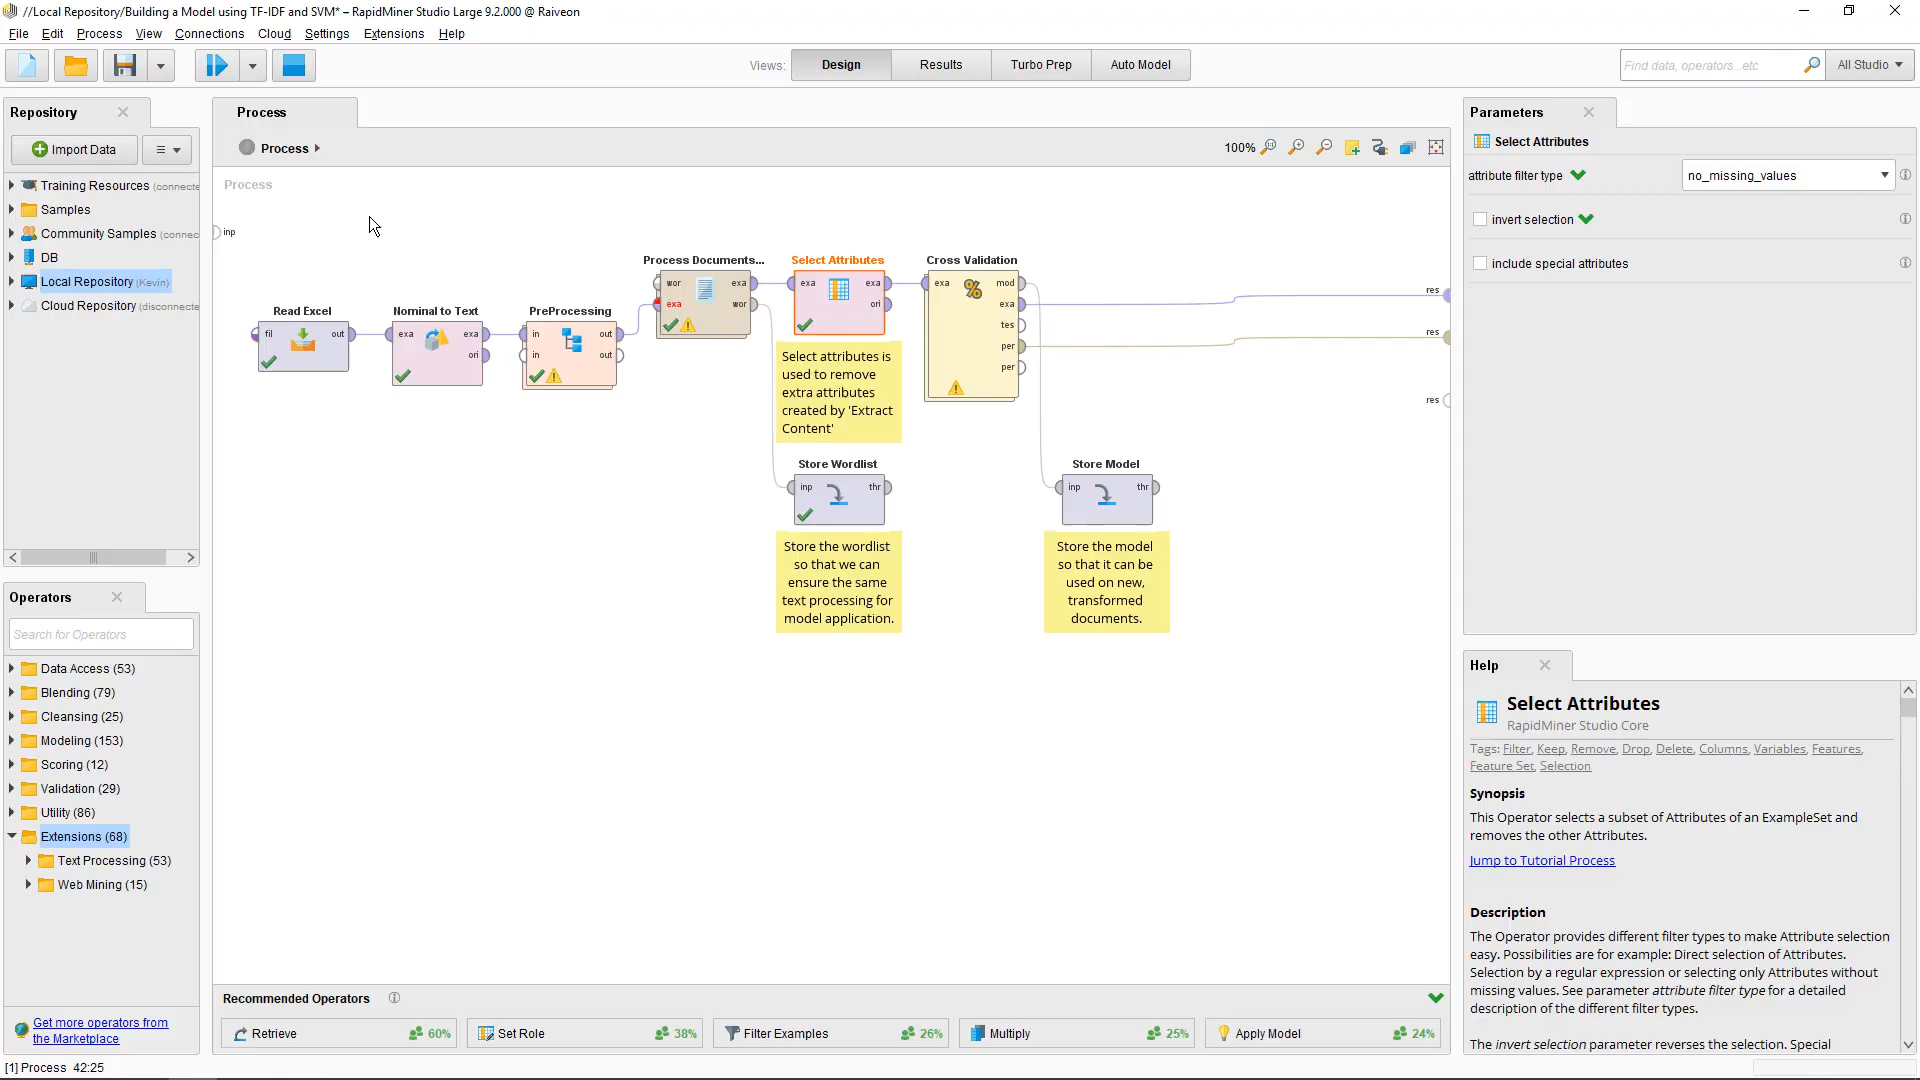 //Local Repository/Building a Model using TF-IDF and SVM* – RapidMiner Studio Large 9.2.000 @ Raiveon
File Edit Process View Connections Cloud Settings Extensions Help
Views: Design Results Turbo Prep Auto Model
Find data, operators...etc
All Studio
Repository
Import Data
Training Resources (connecte
Samples
Community Samples (connec
DB
Local Repository (Kevin)
Cloud Repository (disconnecte
Operators
Search for Operators
Data Access (53)
Blending (79)
Cleansing (25)
Modeling (153)
Scoring (12)
Validation (29)
Utility (86)
Extensions (68)
Text Processing (53)
Web Mining (15)
Get more operators from
the Marketplace
Process
Process
100%
Process
inp
Read Excel
fil out
Nominal to Text
exa exa
ori
PreProcessing
in out
in out
Process Documents...
wor exa
exa wor
Select Attributes
exa exa
ori
Select attributes is
used to remove
extra attributes
created by 'Extract
Content'
Cross Validation
exa mod
exa
tes
per
per
res
res
res
Store Wordlist
inp thr
Store the wordlist
so that we can
ensure the same
text processing for
model application.
Store Model
inp thr
Store the model
so that it can be
used on new,
transformed
documents.
Recommended Operators
Retrieve 60%
Set Role 38%
Filter Examples 26%
Multiply 25%
Apply Model 24%
Parameters
Select Attributes
attribute filter type
no_missing_values
invert selection
include special attributes
Help
Select Attributes
RapidMiner Studio Core
Tags: Filter, Keep, Remove, Drop, Delete, Columns, Variables, Features,
Feature Set, Selection
Synopsis
This Operator selects a subset of Attributes of an ExampleSet and
removes the other Attributes.
Jump to Tutorial Process
Description
The Operator provides different filter types to make Attribute selection
easy. Possibilities are for example: Direct selection of Attributes.
Selection by a regular expression or selecting only Attributes without
missing values. See parameter attribute filter type for a detailed
description of the different filter types.
The invert selection parameter reverses the selection. Special
[1] Process 42:25